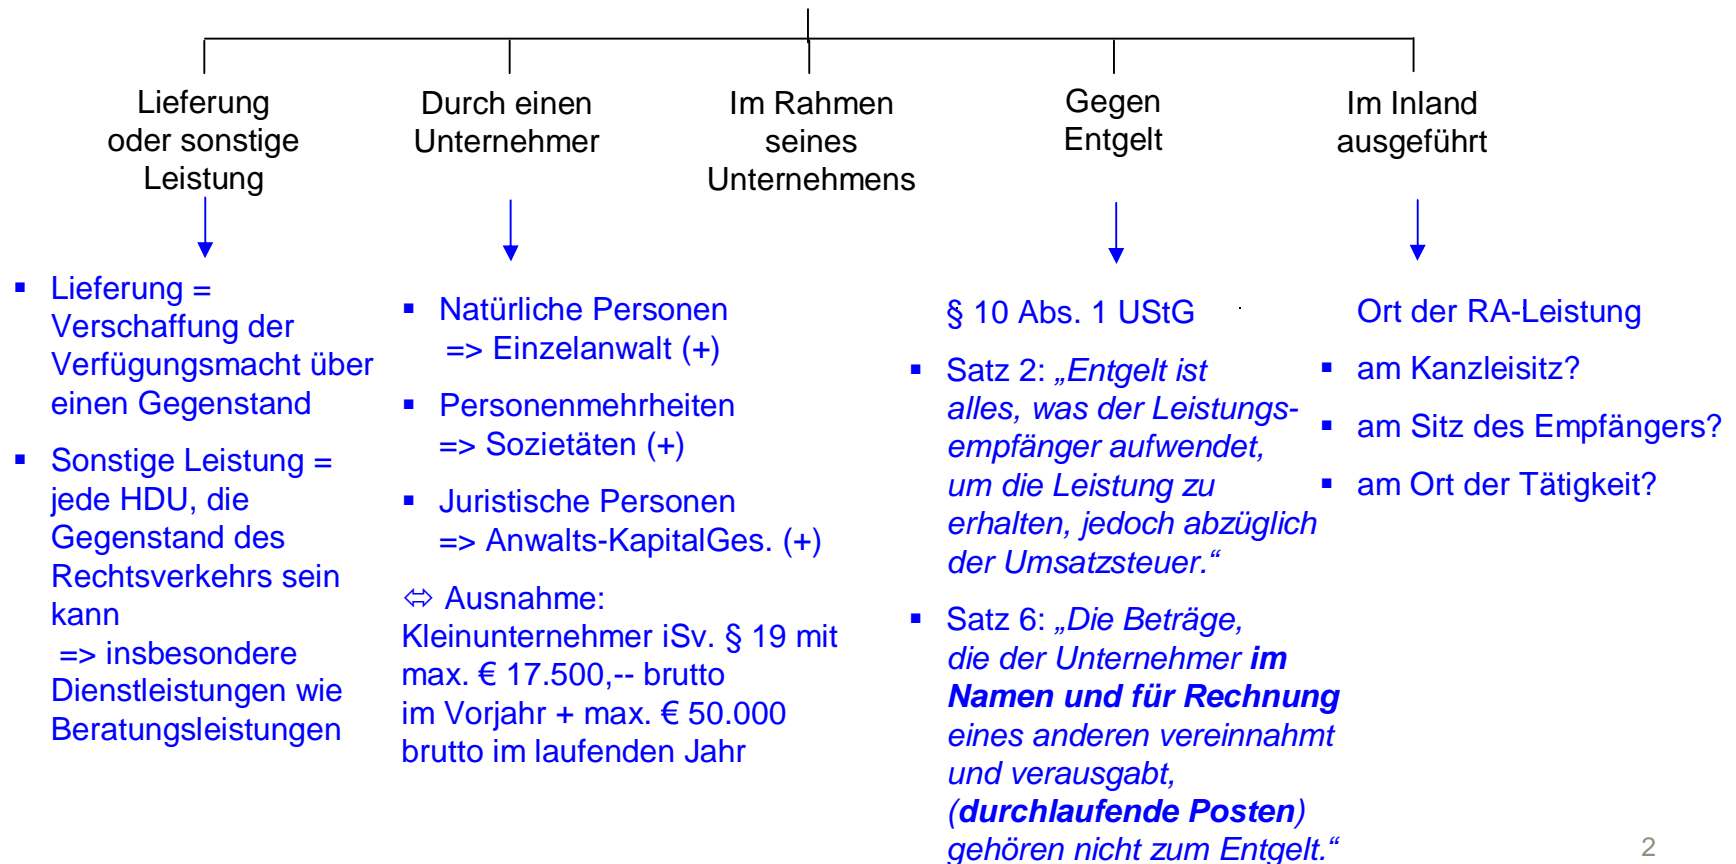 Lieferung
oder sonstige
Leistung
Durch einen
Unternehmer
Im Rahmen
seines
Unternehmens
Gegen
Entgelt
Im Inland
ausgeführt
▪ Lieferung =
Verschaffung der
Verfügungsmacht über
einen Gegenstand
▪ Sonstige Leistung =
jede HDU, die
Gegenstand des
Rechtsverkehrs sein
kann
=> insbesondere
Dienstleistungen wie
Beratungsleistungen
▪ Natürliche Personen
=> Einzelanwalt (+)
▪ Personenmehrheiten
=> Sozietäten (+)
▪ Juristische Personen
=> Anwalts-KapitalGes. (+)
⬄ Ausnahme:
Kleinunternehmer iSv. § 19 mit
max. € 17.500,-- brutto
im Vorjahr + max. € 50.000
brutto im laufenden Jahr
§ 10 Abs. 1 UStG
▪ Satz 2: „Entgelt ist
alles, was der Leistungs-
empfänger aufwendet,
um die Leistung zu
erhalten, jedoch abzüglich
der Umsatzsteuer.“
▪ Satz 6: „Die Beträge,
die der Unternehmer im
Namen und für Rechnung
eines anderen vereinnahmt
und verausgabt,
(durchlaufende Posten)
gehören nicht zum Entgelt.“
Ort der RA-Leistung
▪ am Kanzleisitz?
▪ am Sitz des Empfängers?
▪ am Ort der Tätigkeit?
2